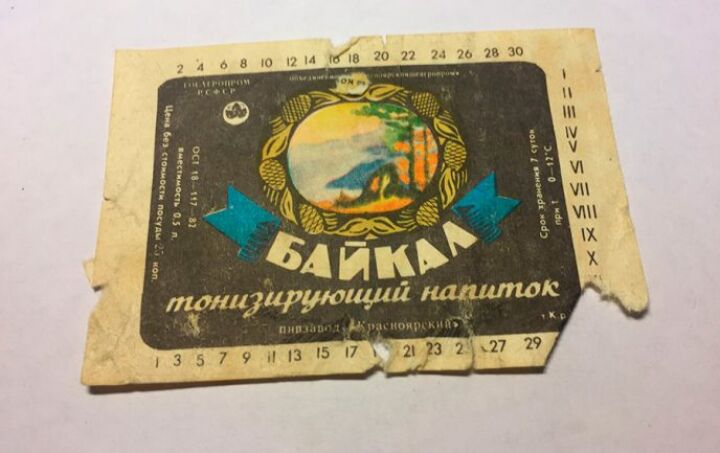 2 4 6 8 10 12 14 16 18 20 22 24 26 28 30
ГОСАГРОПРОМ
РСФСР
Цена без стоимости посуды 25 коп.
вместимость 0,5 л.
ОСТ 18-117-82
I II III IV V VI VII VIII IX X
Срок хранения 7 суток
при t 0-12°С
БАЙКАЛ
тонизирующий напиток
пивзавод «Красноярский»
т.К.р
1 3 5 7 9 11 13 15 17 21 23 27 29